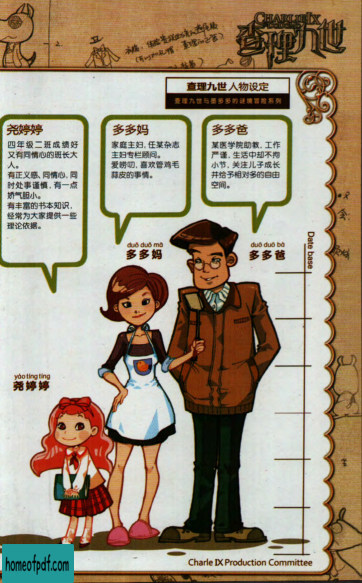 CHARLIE IX
查理九世
查理九世人物设定
查理九世与墨多多的谜境冒险系列
尧婷婷
四年级二班成绩好
又有同情心的班长大
人。
有正义感、同情心，同
时处事谨慎，有一点
娇气胆小。
有丰富的书本知识，
经常为大家提供一些
理论依据。
多多妈
家庭主妇，任某杂志
主妇专栏顾问。
爱唠叨，喜欢管鸡毛
蒜皮的事情。
多多爸
某医学院助教，工作
严谨，生活中却不拘
小节，关注儿子成长
并给予相对多的自由
空间。
duō duō mā
多多妈
duō duō bà
多多爸
Date base
yáo tíng tíng
尧婷婷
Charle IX Production Committee
homeofpdf.com